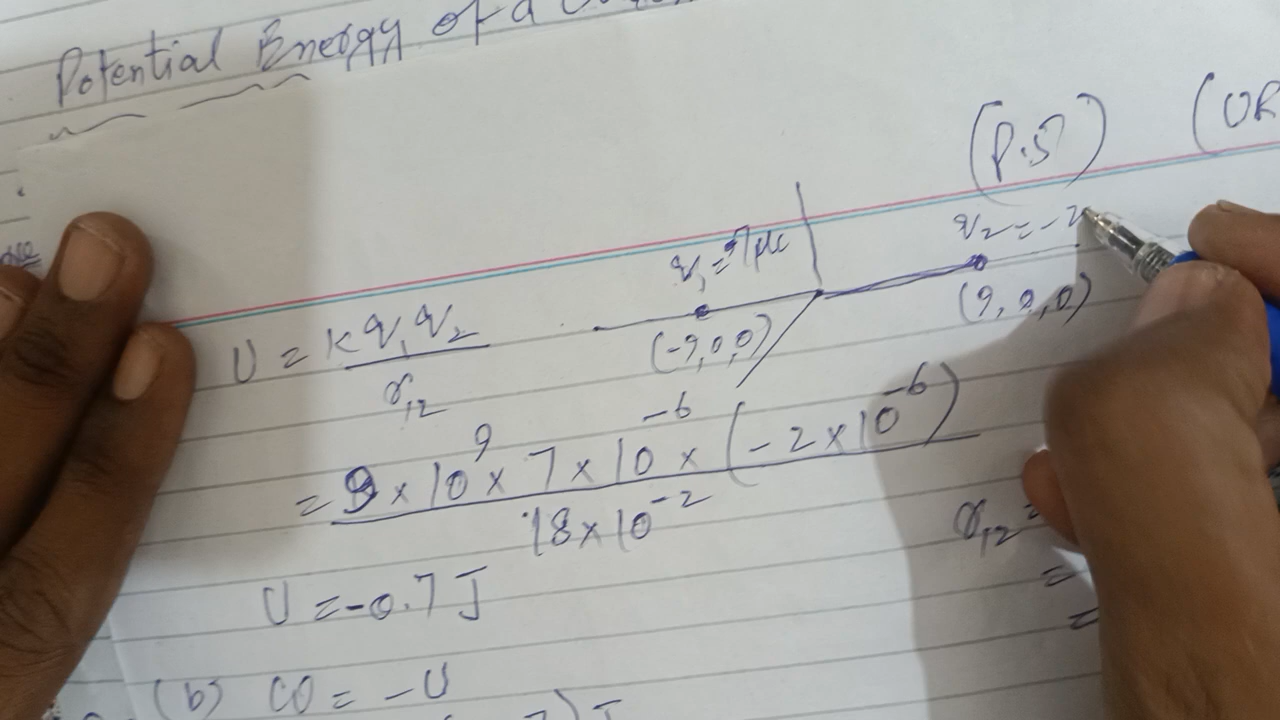 Potential Energy of a
(P.S) (OR
q₁ = 7μc q₂ = -2
(-9,0,0) (9,0,0)
U = kq₁q₂ / r₁₂
= 9 × 10⁹ × 7 × 10⁻⁶ × (-2 × 10⁻⁶) / 18 × 10⁻²
r₁₂ =
=
=
U = -0.7 J
(b) ω = -U
7) J